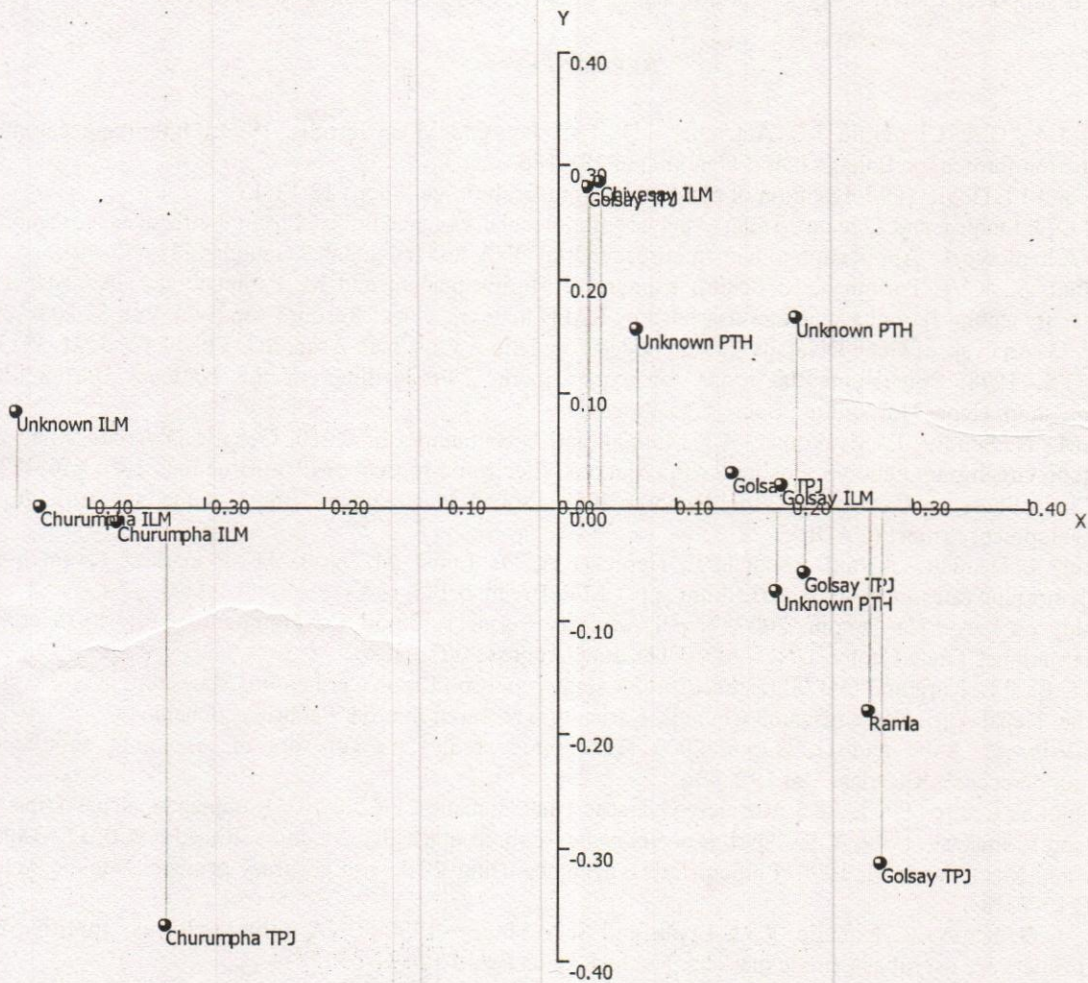 Y
0.40
0.30
Chivesay ILM
Golsay TPJ
0.20
Unknown PTH
Unknown PTH
0.10
Unknown ILM
Golsay TPJ
Golsay ILM
-0.40 -0.30 -0.20 -0.10 0.00 0.10 0.20 0.30 0.40
X
0.00
Churumpha ILM
Churumpha ILM
Golsay TPJ
Unknown PTH
-0.10
-0.20
Ramla
-0.30
Golsay TPJ
Churumpha TPJ
-0.40